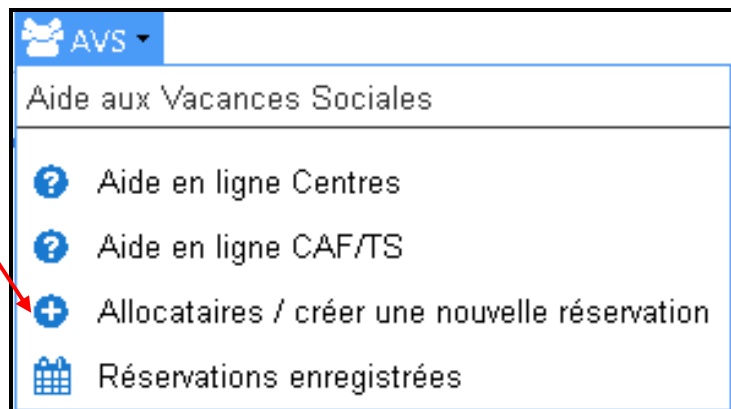 AVS
Aide aux Vacances Sociales
Aide en ligne Centres
Aide en ligne CAF/TS
Allocataires / créer une nouvelle réservation
Réservations enregistrées